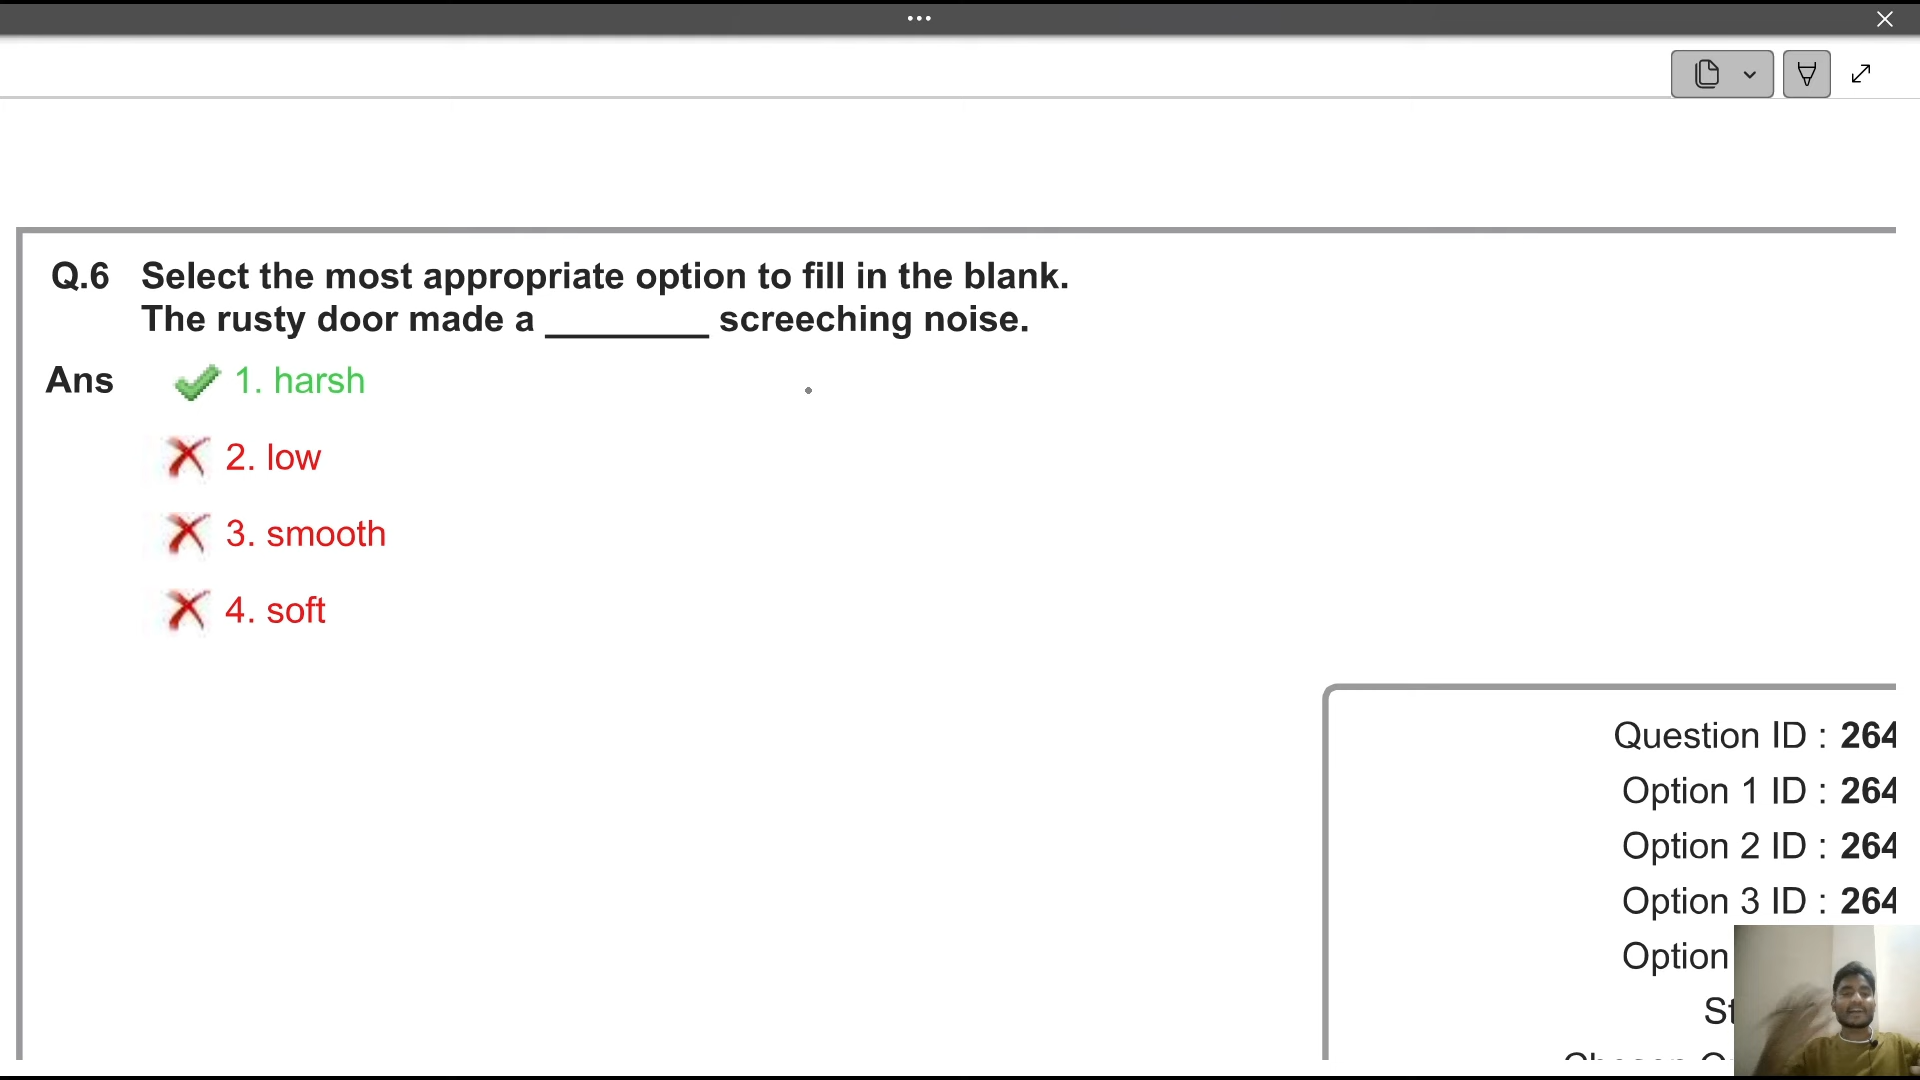 Q.6 Select the most appropriate option to fill in the blank.
The rusty door made a ________ screeching noise.
Ans 1. harsh
2. low
3. smooth
4. soft
Question ID : 264
Option 1 ID : 264
Option 2 ID : 264
Option 3 ID : 264
Option